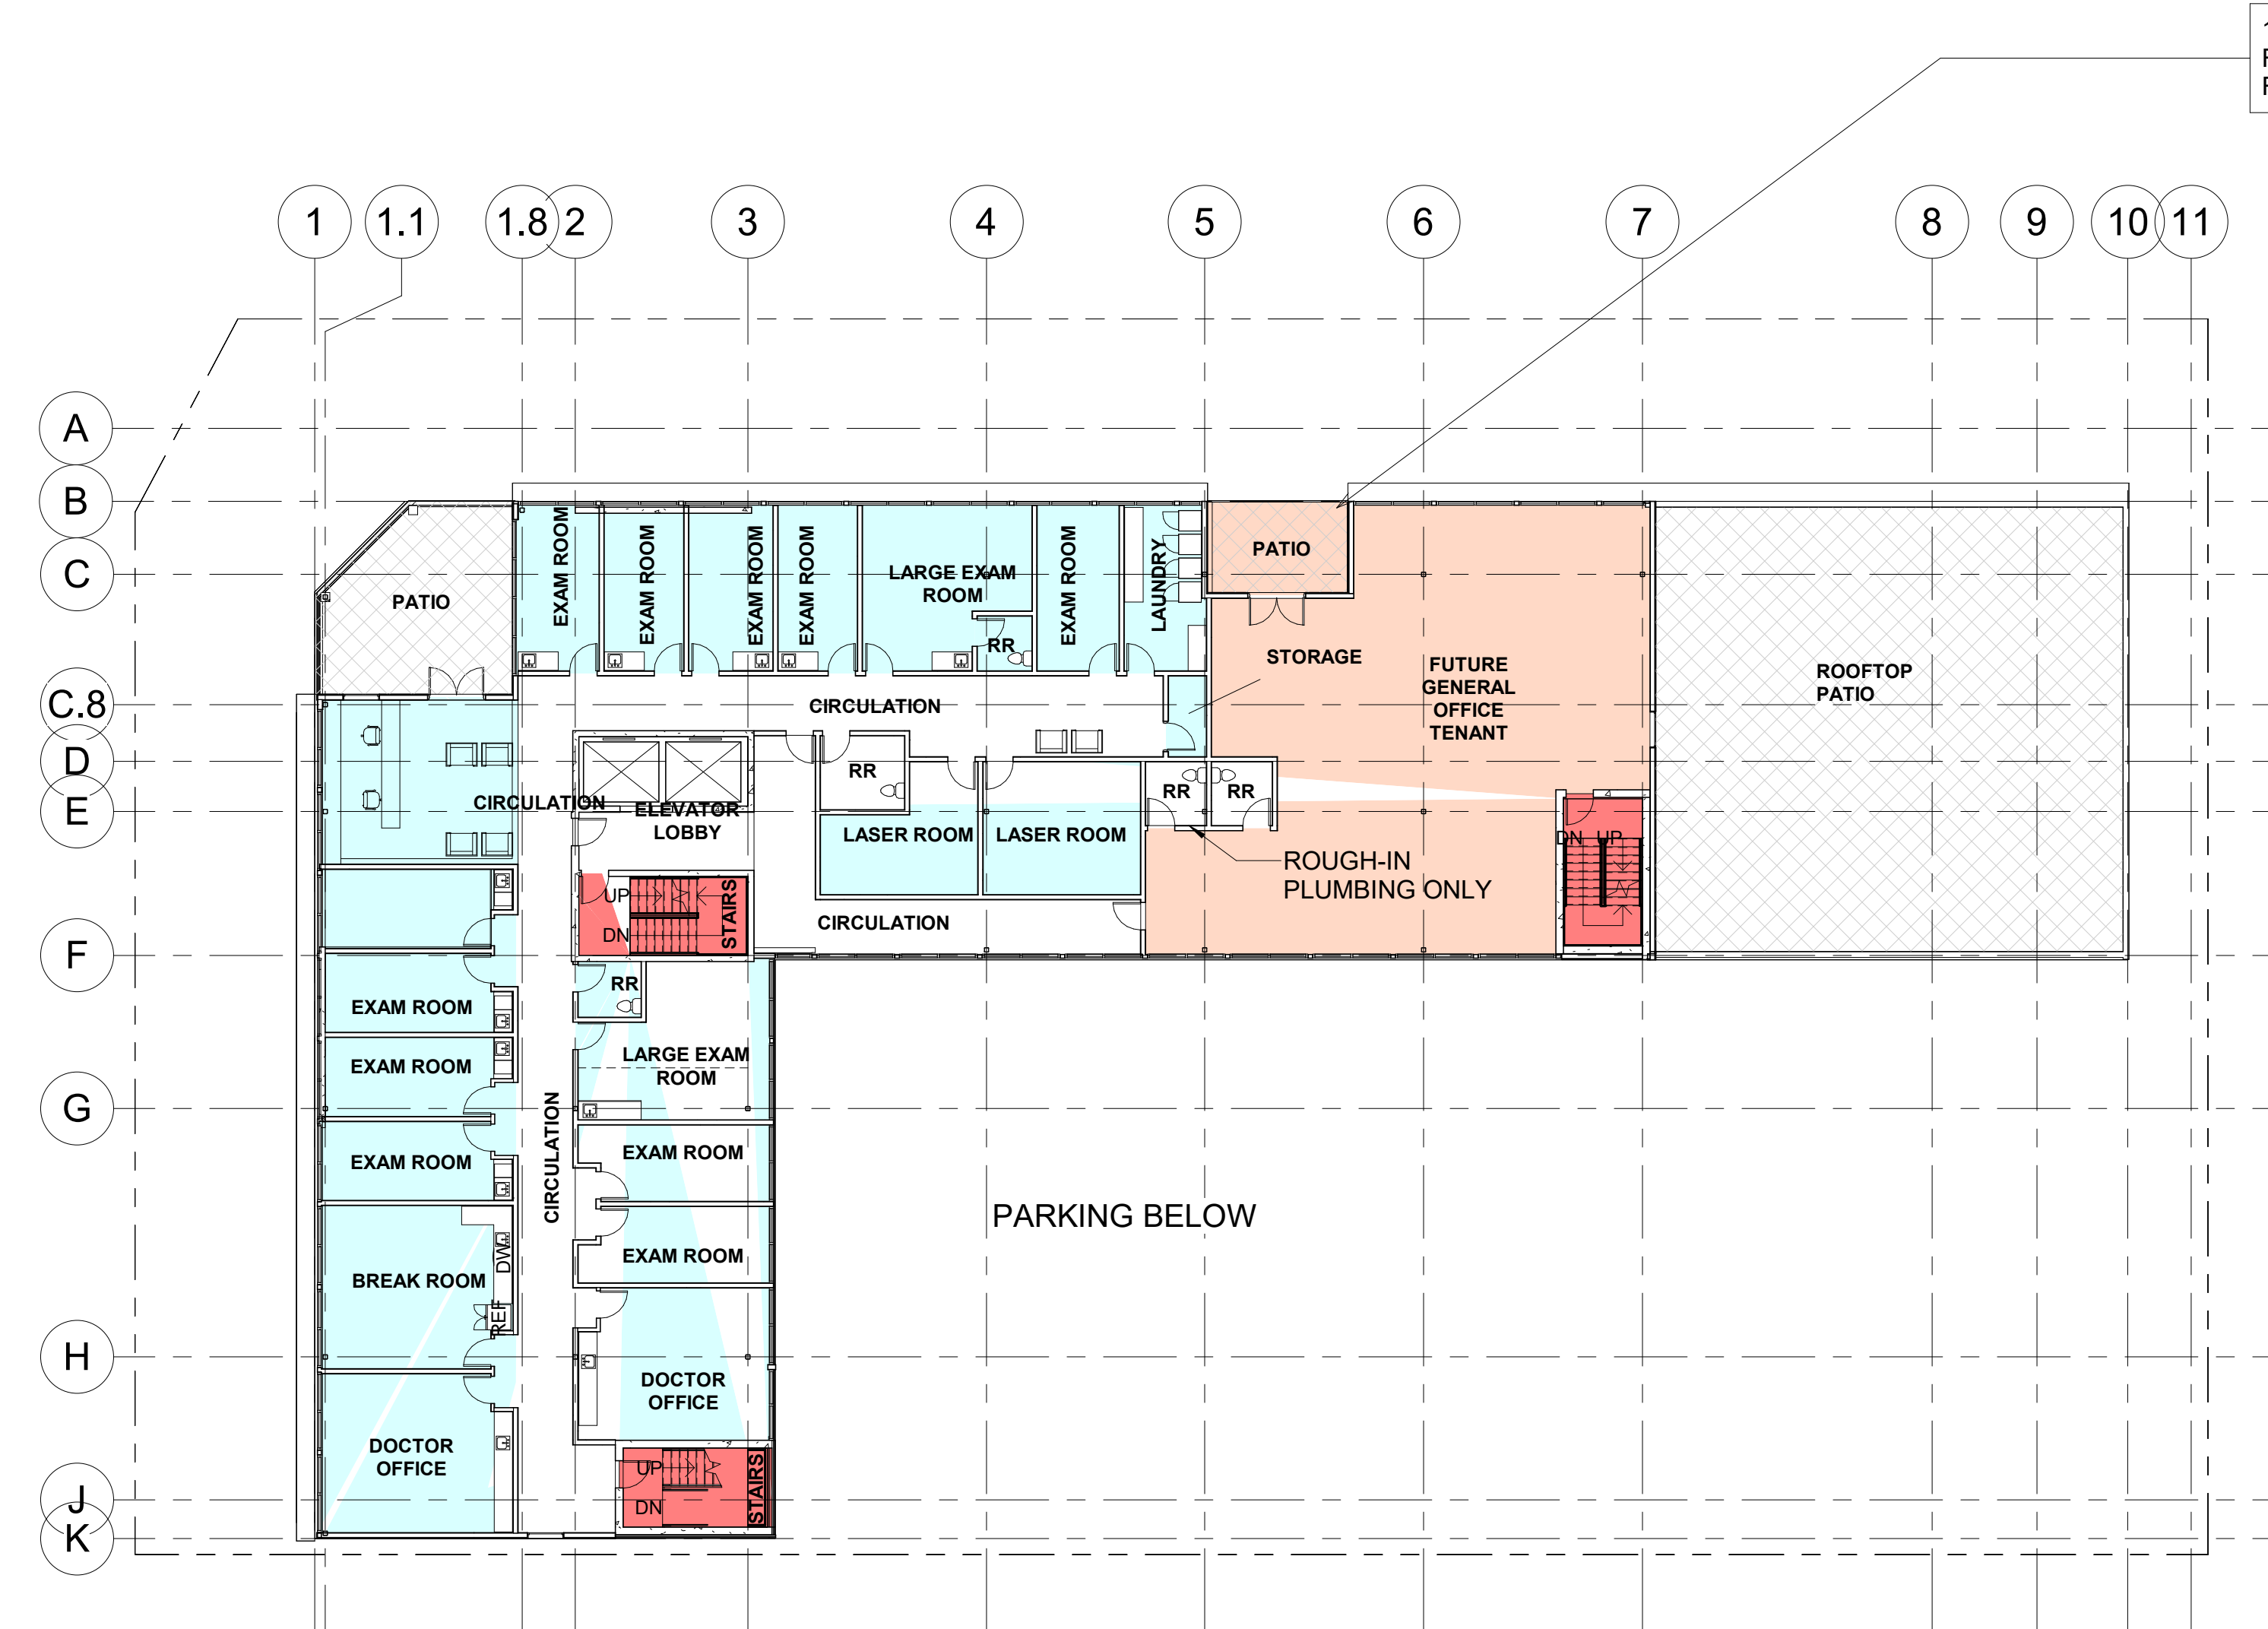 1
1.1
1.8
2
3
4
5
6
7
8
9
10
11
A
B
C
C.8
D
E
F
G
H
J
K
PATIO
EXAM ROOM
EXAM ROOM
EXAM ROOM
EXAM ROOM
LARGE EXAM
ROOM
RR
EXAM ROOM
LAUNDRY
PATIO
STORAGE
FUTURE
GENERAL
OFFICE
TENANT
ROOFTOP
PATIO
CIRCULATION
CIRCULATION
ELEVATOR
LOBBY
RR
LASER ROOM
LASER ROOM
RR
RR
ROUGH-IN
PLUMBING ONLY
DN
UP
UP
DN
STAIRS
CIRCULATION
RR
EXAM ROOM
LARGE EXAM
ROOM
EXAM ROOM
EXAM ROOM
CIRCULATION
EXAM ROOM
EXAM ROOM
BREAK ROOM
DW
REF
PARKING BELOW
DOCTOR
OFFICE
DOCTOR
OFFICE
UP
DN
STAIRS